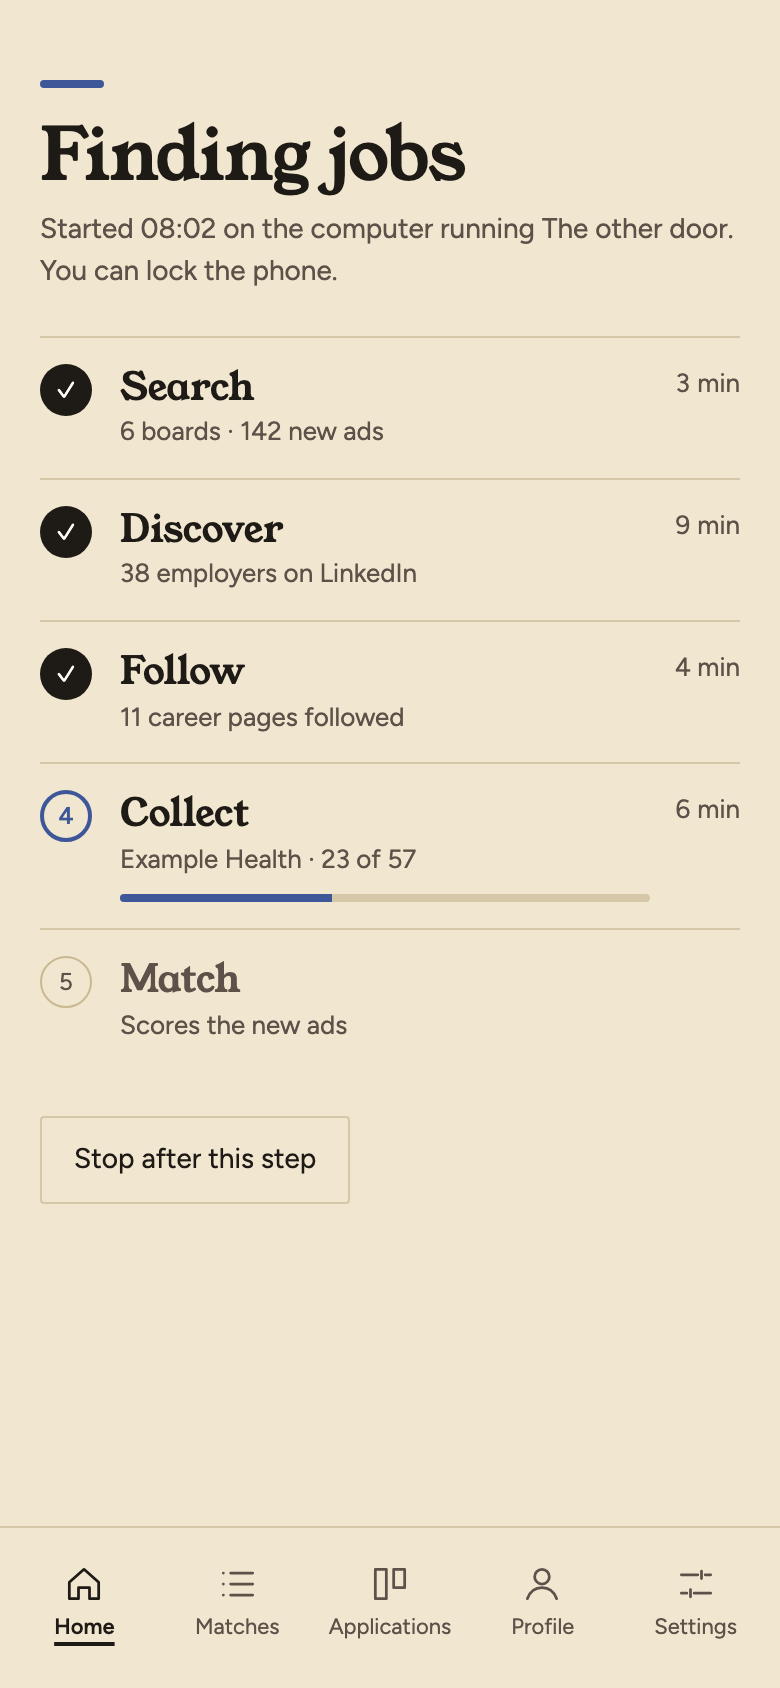 Finding jobs
Started 08:02 on the computer running The other door.
You can lock the phone.
Search
3 min
6 boards · 142 new ads
Discover
9 min
38 employers on LinkedIn
Follow
4 min
11 career pages followed
4
Collect
6 min
Example Health · 23 of 57
5
Match
Scores the new ads
Stop after this step
Home
Matches
Applications
Profile
Settings